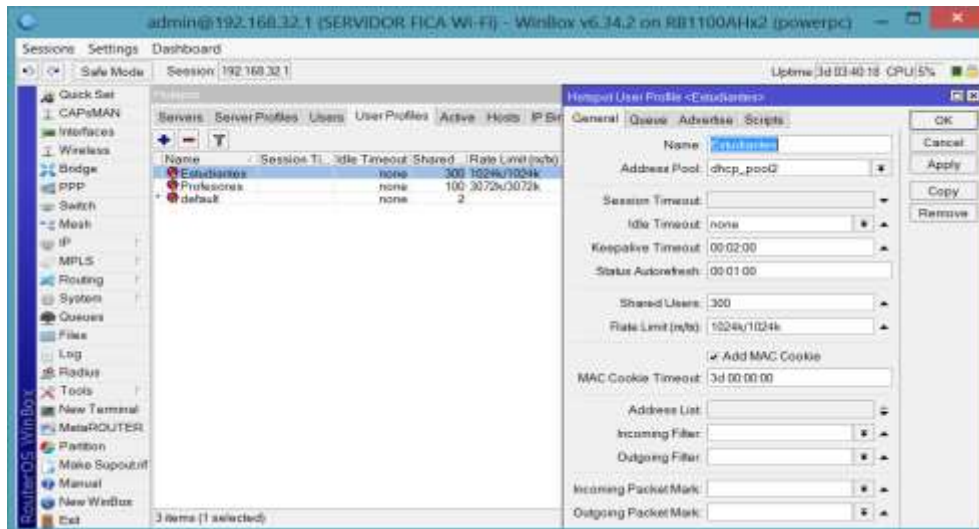 admin@192.168.32.1 (SERVIDOR FICA Wi-Fi) - WinBox v6.34.2 on RB1100AHx2 (powerpc)
Sessions Settings Dashboard
Safe Mode Session: 192.168.32.1 Uptime: 3d 03:40:18 CPU: 5%
Quick Set
CAPsMAN
Interfaces
Wireless
Bridge
PPP
Switch
Mesh
IP
MPLS
Routing
System
Queues
Files
Log
Radius
Tools
New Terminal
MetaROUTER
Partition
Make Supout.rif
Manual
New WinBox
Exit
RouterOS WinBox
Servers Server Profiles Users User Profiles Active Hosts IP Bin
Name Session Ti... Idle Timeout Shared Rate Limit (rx/tx)
Estudiantes none 300 1024k/1024k
Profesores none 100 3072k/3072k
* default none 2
3 items (1 selected)
Hotspot User Profile <Estudiantes>
General Queue Advertise Scripts
Name: Estudiantes
Address Pool: dhcp_pool2
Session Timeout:
Idle Timeout: none
Keepalive Timeout: 00:02:00
Status Autorefresh: 00:01:00
Shared Users: 300
Rate Limit (rx/tx): 1024k/1024k
Add MAC Cookie
MAC Cookie Timeout: 3d 00:00:00
Address List:
Incoming Filter:
Outgoing Filter:
Incoming Packet Mark:
Outgoing Packet Mark:
OK
Cancel
Apply
Copy
Remove